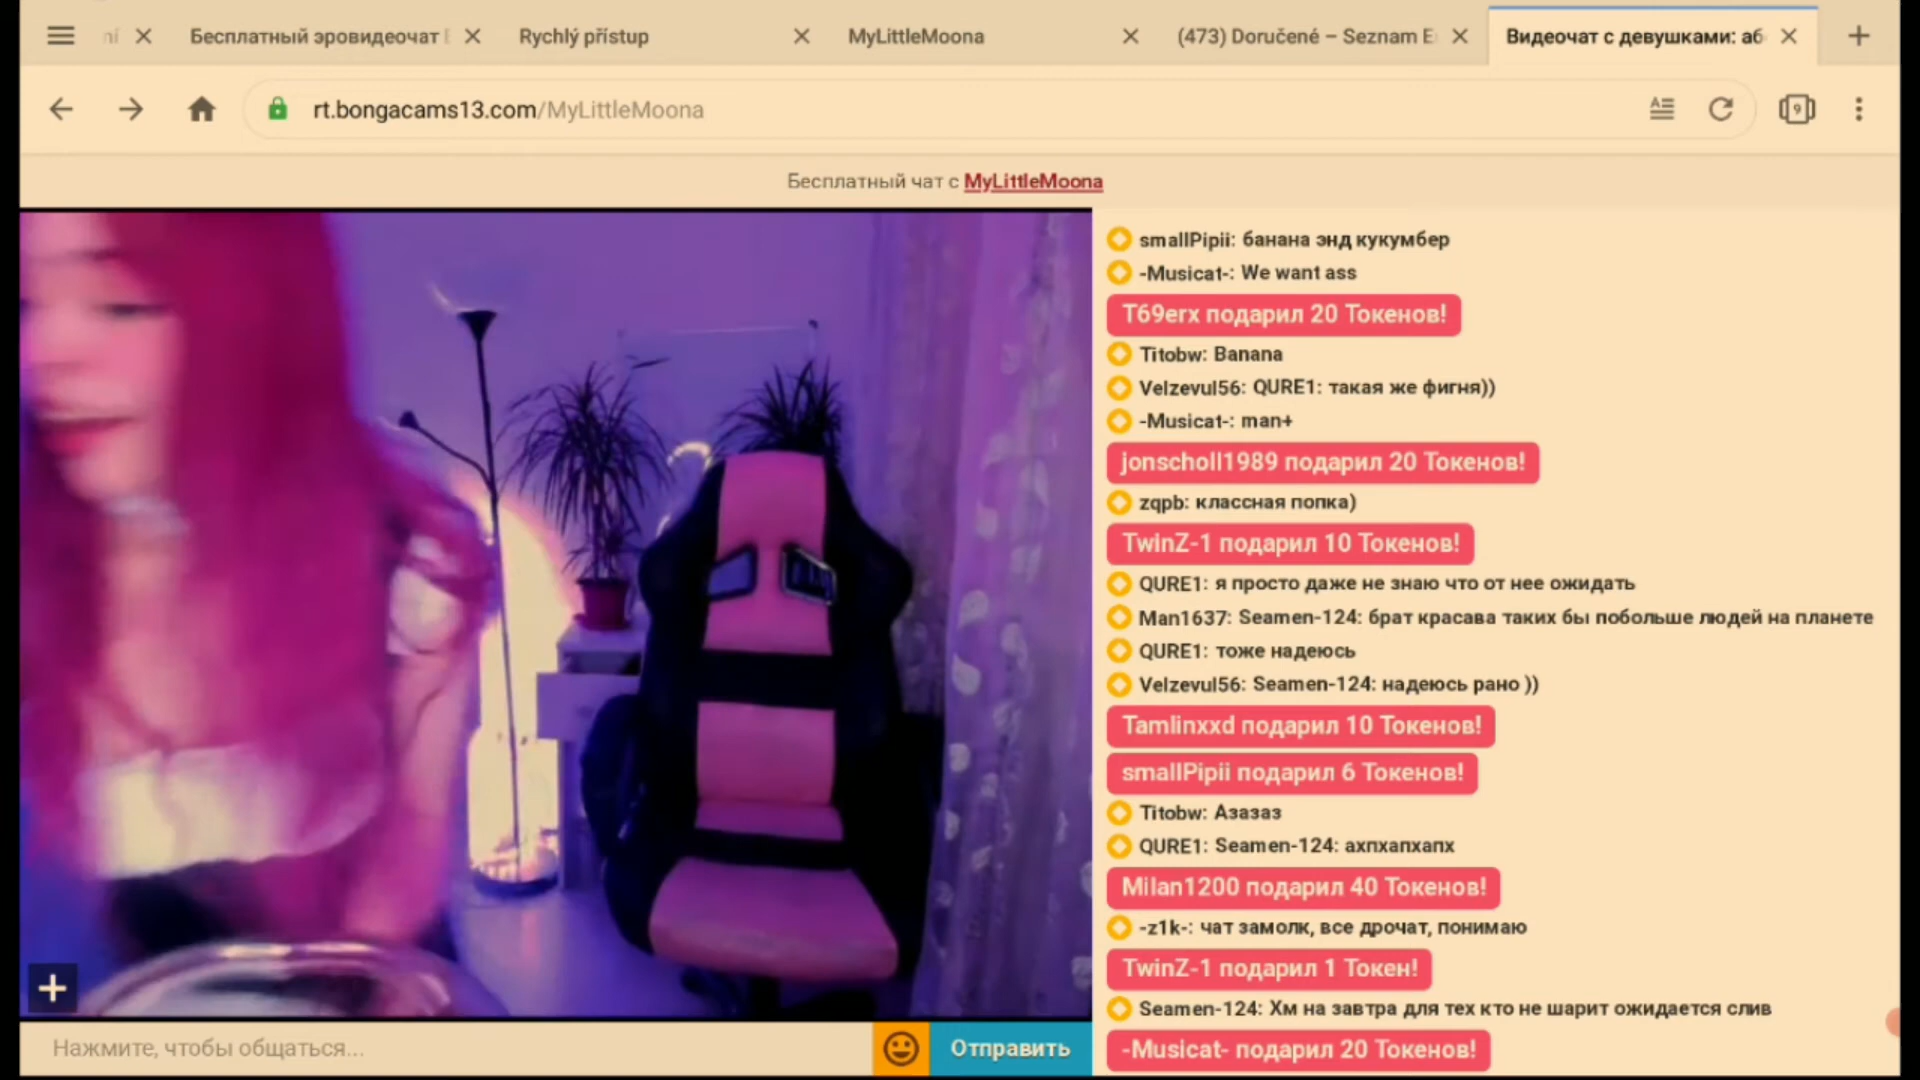 ní
Бесплатный эровидеочат
Rychlý přístup
MyLittleMoona
(473) Doručené – Seznam E
Видеочат с девушками: аб
rt.bongacams13.com/MyLittleMoona
9
Бесплатный чат с MyLittleMoona
smallPipii: банана энд кукумбер
-Musicat-: We want ass
T69erx подарил 20 Токенов!
Titobw: Banana
Velzevul56: QURE1: такая же фигня))
-Musicat-: man+
jonscholl1989 подарил 20 Токенов!
zqpb: классная попка)
TwinZ-1 подарил 10 Токенов!
QURE1: я просто даже не знаю что от нее ожидать
Man1637: Seamen-124: брат красава таких бы побольше людей на планете
QURE1: тоже надеюсь
Velzevul56: Seamen-124: надеюсь рано ))
Tamlinxxd подарил 10 Токенов!
smallPipii подарил 6 Токенов!
Titobw: Азазаз
QURE1: Seamen-124: ахпхапхапх
Milan1200 подарил 40 Токенов!
-z1k-: чат замолк, все дрочат, понимаю
TwinZ-1 подарил 1 Токен!
Seamen-124: Хм на завтра для тех кто не шарит ожидается слив
-Musicat- подарил 20 Токенов!
Нажмите, чтобы общаться...
Отправить